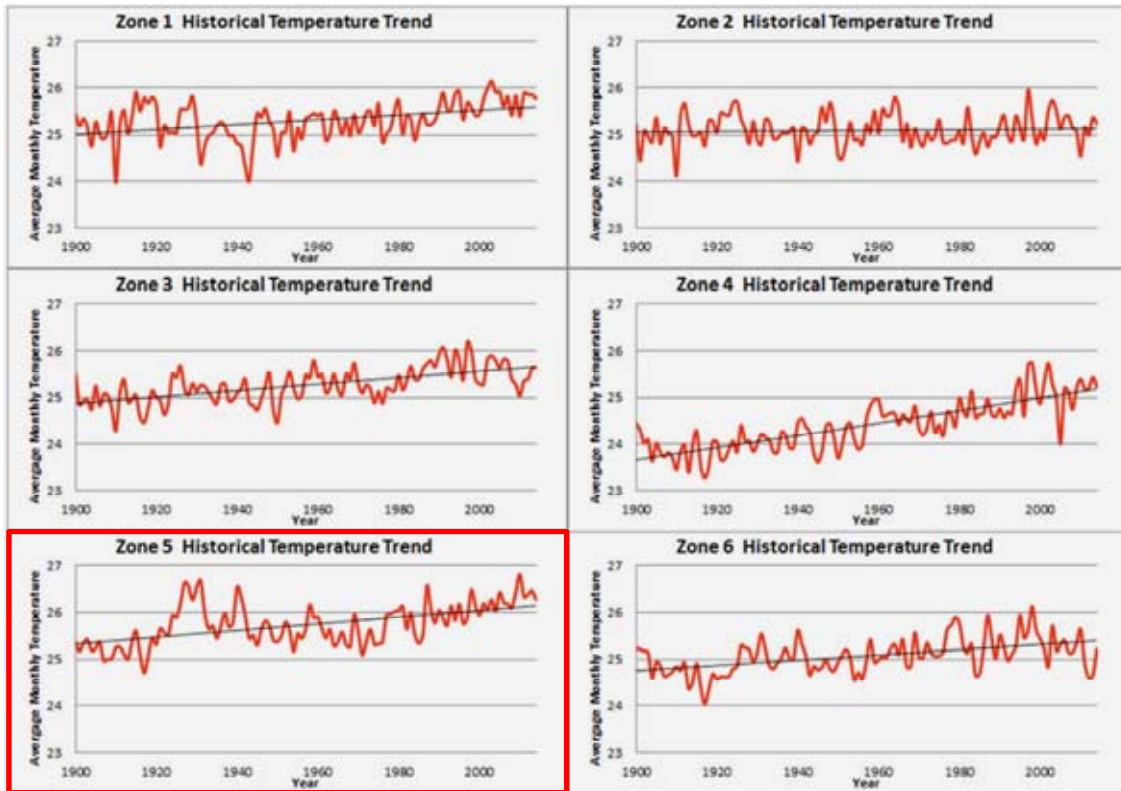 Zone 1 Historical Temperature Trend
Avergage Monthly Temperature
27
26
25
24
23
1900 1920 1940 1960 1980 2000
Year
Zone 2 Historical Temperature Trend
Avergage Monthly Temperature
27
26
25
24
23
1900 1920 1940 1960 1980 2000
Year
Zone 3 Historical Temperature Trend
Avergage Monthly Temperature
27
26
25
24
23
1900 1920 1940 1960 1980 2000
Year
Zone 4 Historical Temperature Trend
Avergage Monthly Temperature
27
26
25
24
23
1900 1920 1940 1960 1980 2000
Year
Zone 5 Historical Temperature Trend
Avergage Monthly Temperature
27
26
25
24
23
1900 1920 1940 1960 1980 2000
Year
Zone 6 Historical Temperature Trend
Avergage Monthly Temperature
27
26
25
24
23
1900 1920 1940 1960 1980 2000
Year